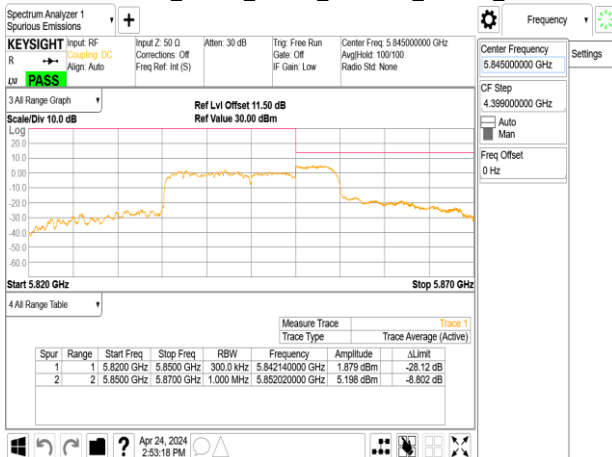 Spectrum Analyzer 1
Spurious Emissions
Frequency
KEYSIGHT Input: RF Input Z: 50 Ω Atten: 30 dB Trig: Free Run Center Freq: 5.845000000 GHz
R Coupling: DC Corrections: Off Gate: Off Avg|Hold: 100/100
Align: Auto Freq Ref: Int (S) IF Gain: Low Radio Std: None
LXI PASS
Center Frequency
5.845000000 GHz
Settings
CF Step
4.399000000 GHz
Auto
Man
Freq Offset
0 Hz
3 All Range Graph
Ref Lvl Offset 11.50 dB
Scale/Div 10.0 dB Ref Value 30.00 dBm
Log
20.0
10.0
0.00
-10.0
-20.0
-30.0
-40.0
-50.0
-60.0
Start 5.820 GHz Stop 5.870 GHz
4 All Range Table
Measure Trace Trace 1
Trace Type Trace Average (Active)
Spur Range Start Freq Stop Freq RBW Frequency Amplitude ΔLimit
1 1 5.8200 GHz 5.8500 GHz 300.0 kHz 5.842140000 GHz 1.879 dBm -28.12 dB
2 2 5.8500 GHz 5.8700 GHz 1.000 MHz 5.852020000 GHz 5.198 dBm -8.802 dB
? Apr 24, 2024
2:53:18 PM